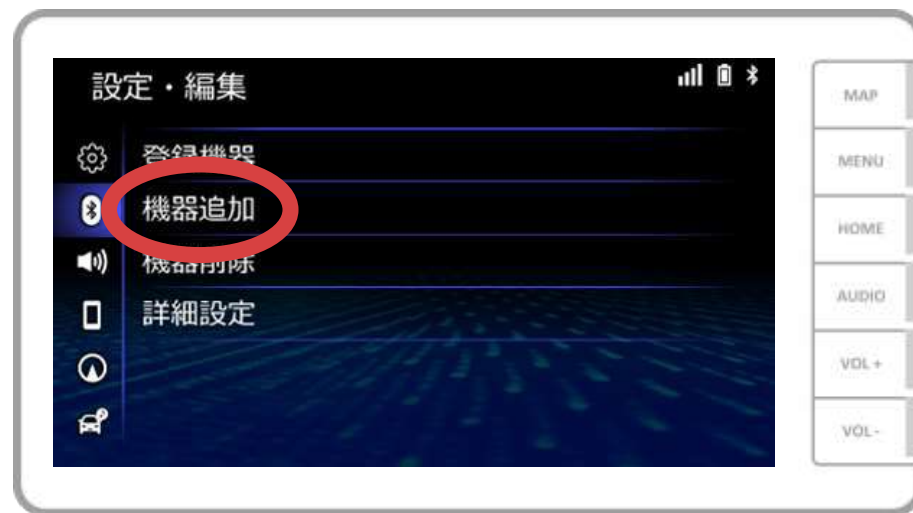 設定・編集
登録機器
機器追加
機器削除
詳細設定
MAP
MENU
HOME
AUDIO
VOL+
VOL-